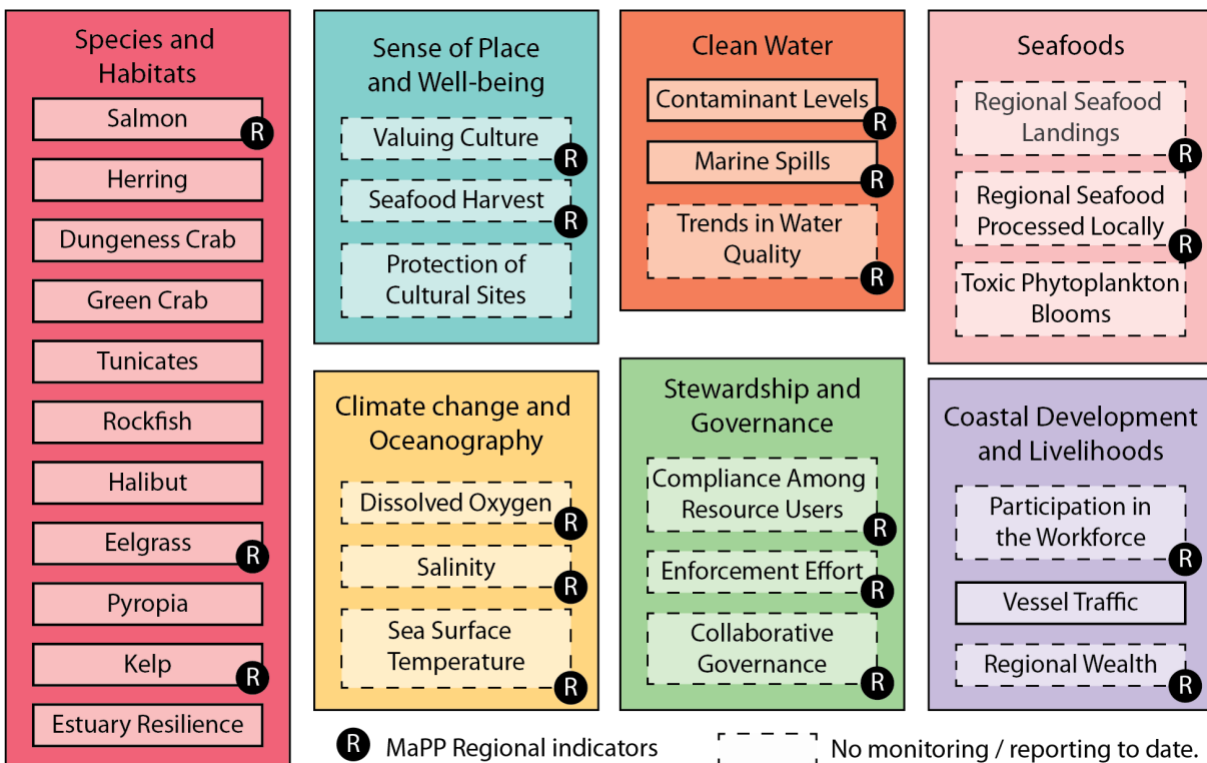 Species and
Habitats
Salmon
R
Herring
Dungeness Crab
Green Crab
Tunicates
Rockfish
Halibut
Eelgrass
R
Pyropia
Kelp
R
Estuary Resilience
Sense of Place
and Well-being
Valuing Culture
R
Seafood Harvest
R
Protection of
Cultural Sites
Clean Water
Contaminant Levels
R
Marine Spills
R
Trends in Water
Quality
R
Seafoods
Regional Seafood
Landings
R
Regional Seafood
Processed Locally
R
Toxic Phytoplankton
Blooms
Climate change and
Oceanography
Dissolved Oxygen
R
Salinity
R
Sea Surface
Temperature
R
Stewardship and
Governance
Compliance Among
Resource Users
R
Enforcement Effort
R
Collaborative
Governance
R
Coastal Development
and Livelihoods
Participation in
the Workforce
R
Vessel Traffic
Regional Wealth
R
R MaPP Regional indicators
No monitoring / reporting to date.